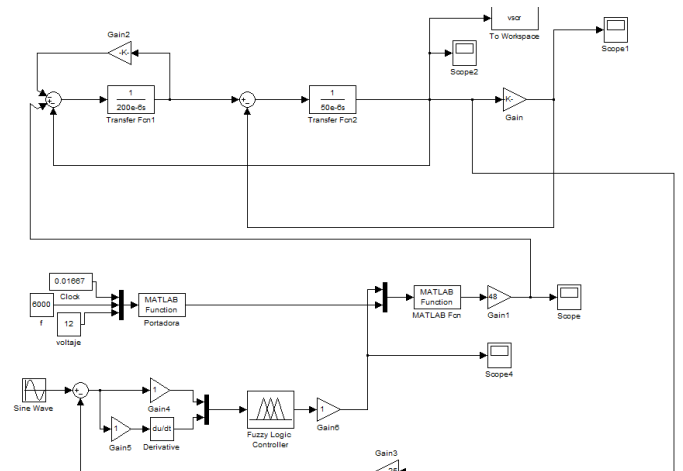 vscr
To Workspace
Scope1
Gain2
-K-
Scope2
1
200e-6s
Transfer Fcn1
1
50e-6s
Transfer Fcn2
-K-
Gain
0.01667
Clock
6000
f
12
voltaje
MATLAB
Function
Portadora
MATLAB
Function
MATLAB Fcn
48
Gain1
Scope
Scope4
Sine Wave
1
Gain4
1
Gain5
du/dt
Derivative
Fuzzy Logic
Controller
1
Gain6
Gain3